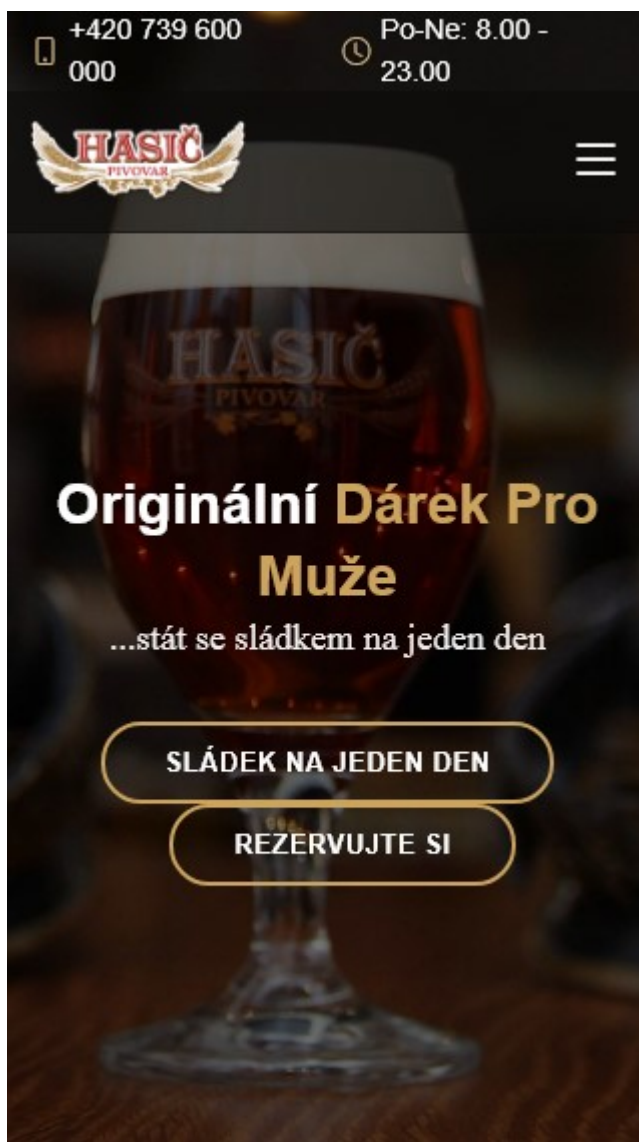 +420 739 600
000
Po-Ne: 8.00 -
23.00
HASIČ
PIVOVAR
HASIČ
PIVOVAR
Originální Dárek Pro
Muže
...stát se sládkem na jeden den
SLÁDEK NA JEDEN DEN
REZERVUJTE SI